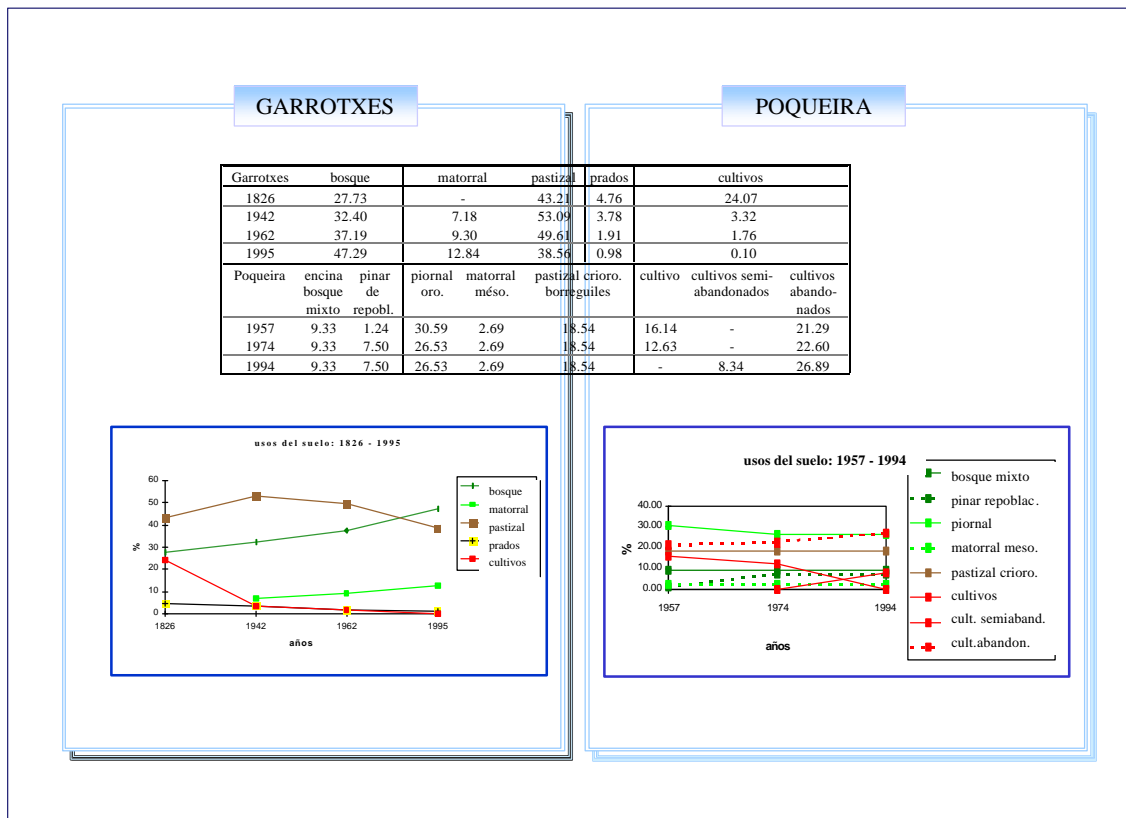 GARROTXES
POQUEIRA
Garrotxes bosque matorral pastizal prados cultivos
1826 27.73 - 43.21 4.76 24.07
1942 32.40 7.18 53.09 3.78 3.32
1962 37.19 9.30 49.61 1.91 1.76
1995 47.29 12.84 38.56 0.98 0.10
Poqueira encina pinar piornal matorral pastizal crioro. cultivo cultivos semi- cultivos
bosque de oro. méso. borreguiles abandonados abando-
mixto repobl. nados
1957 9.33 1.24 30.59 2.69 18.54 16.14 - 21.29
1974 9.33 7.50 26.53 2.69 18.54 12.63 - 22.60
1994 9.33 7.50 26.53 2.69 18.54 - 8.34 26.89
usos del suelo: 1826 - 1995
60
50
40
30
20
10
0
%
1826 1942 1962 1995
años
bosque
matorral
pastizal
prados
cultivos
usos del suelo: 1957 - 1994
40.00
30.00
20.00
10.00
0.00
%
1957 1974 1994
años
bosque mixto
pinar repoblac.
piornal
matorral meso.
pastizal crioro.
cultivos
cult. semiaband.
cult.abandon.